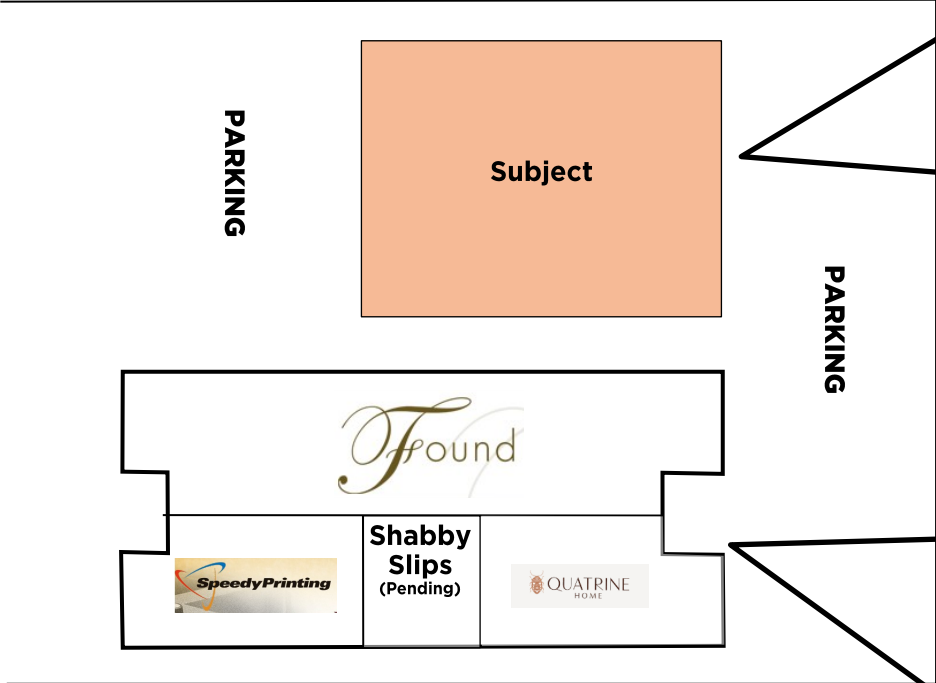 PARKING
Subject
PARKING
Found
Shabby
Slips
(Pending)
SpeedyPrinting
QUATRINE
HOME